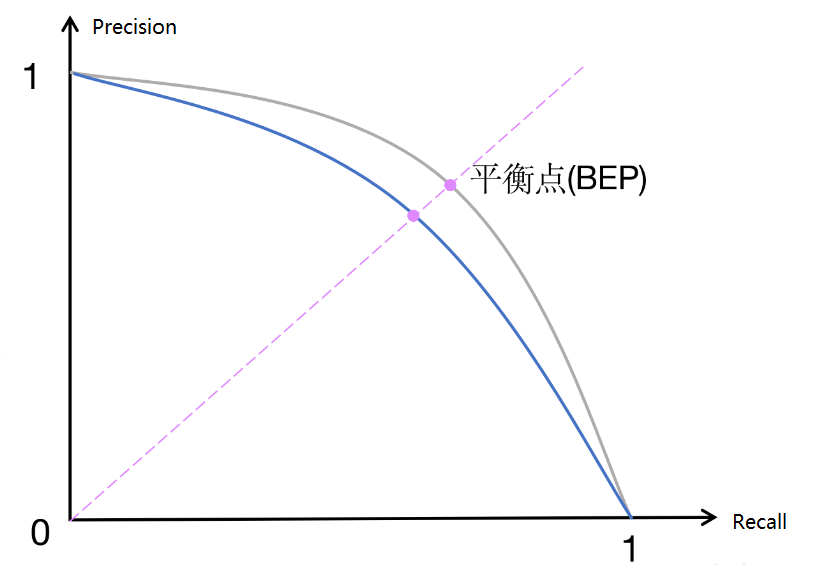 Precision
1
平衡点(BEP)
0
Recall
1